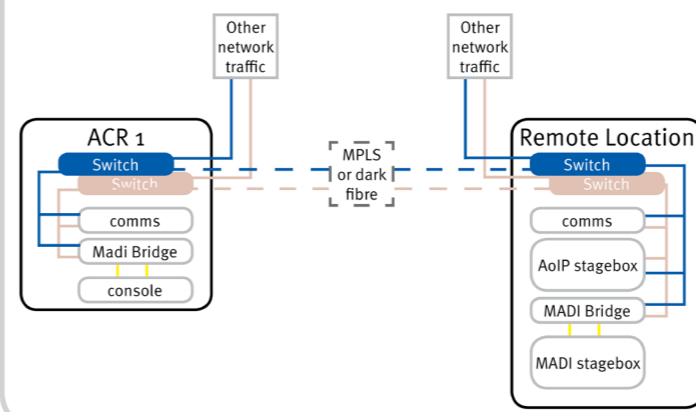 Other
network
traffic
Other
network
traffic
ACR 1
Switch
Switch
comms
Madi Bridge
console
MPLS
or dark
fibre
Remote Location
Switch
Switch
comms
AoIP stagebox
MADI Bridge
MADI stagebox